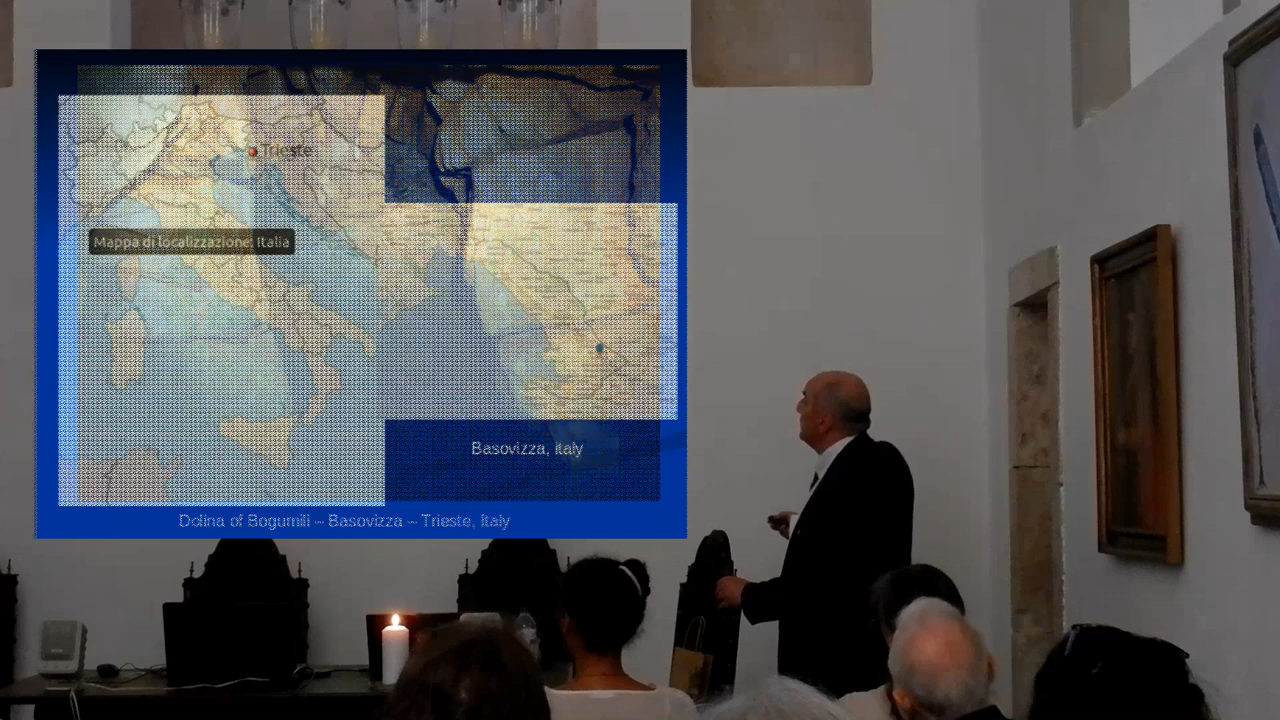 Trieste
Mappa di localizzazione: Italia
Basovizza, italy
Dolina of Bogumili – Basovizza – Trieste, Italy